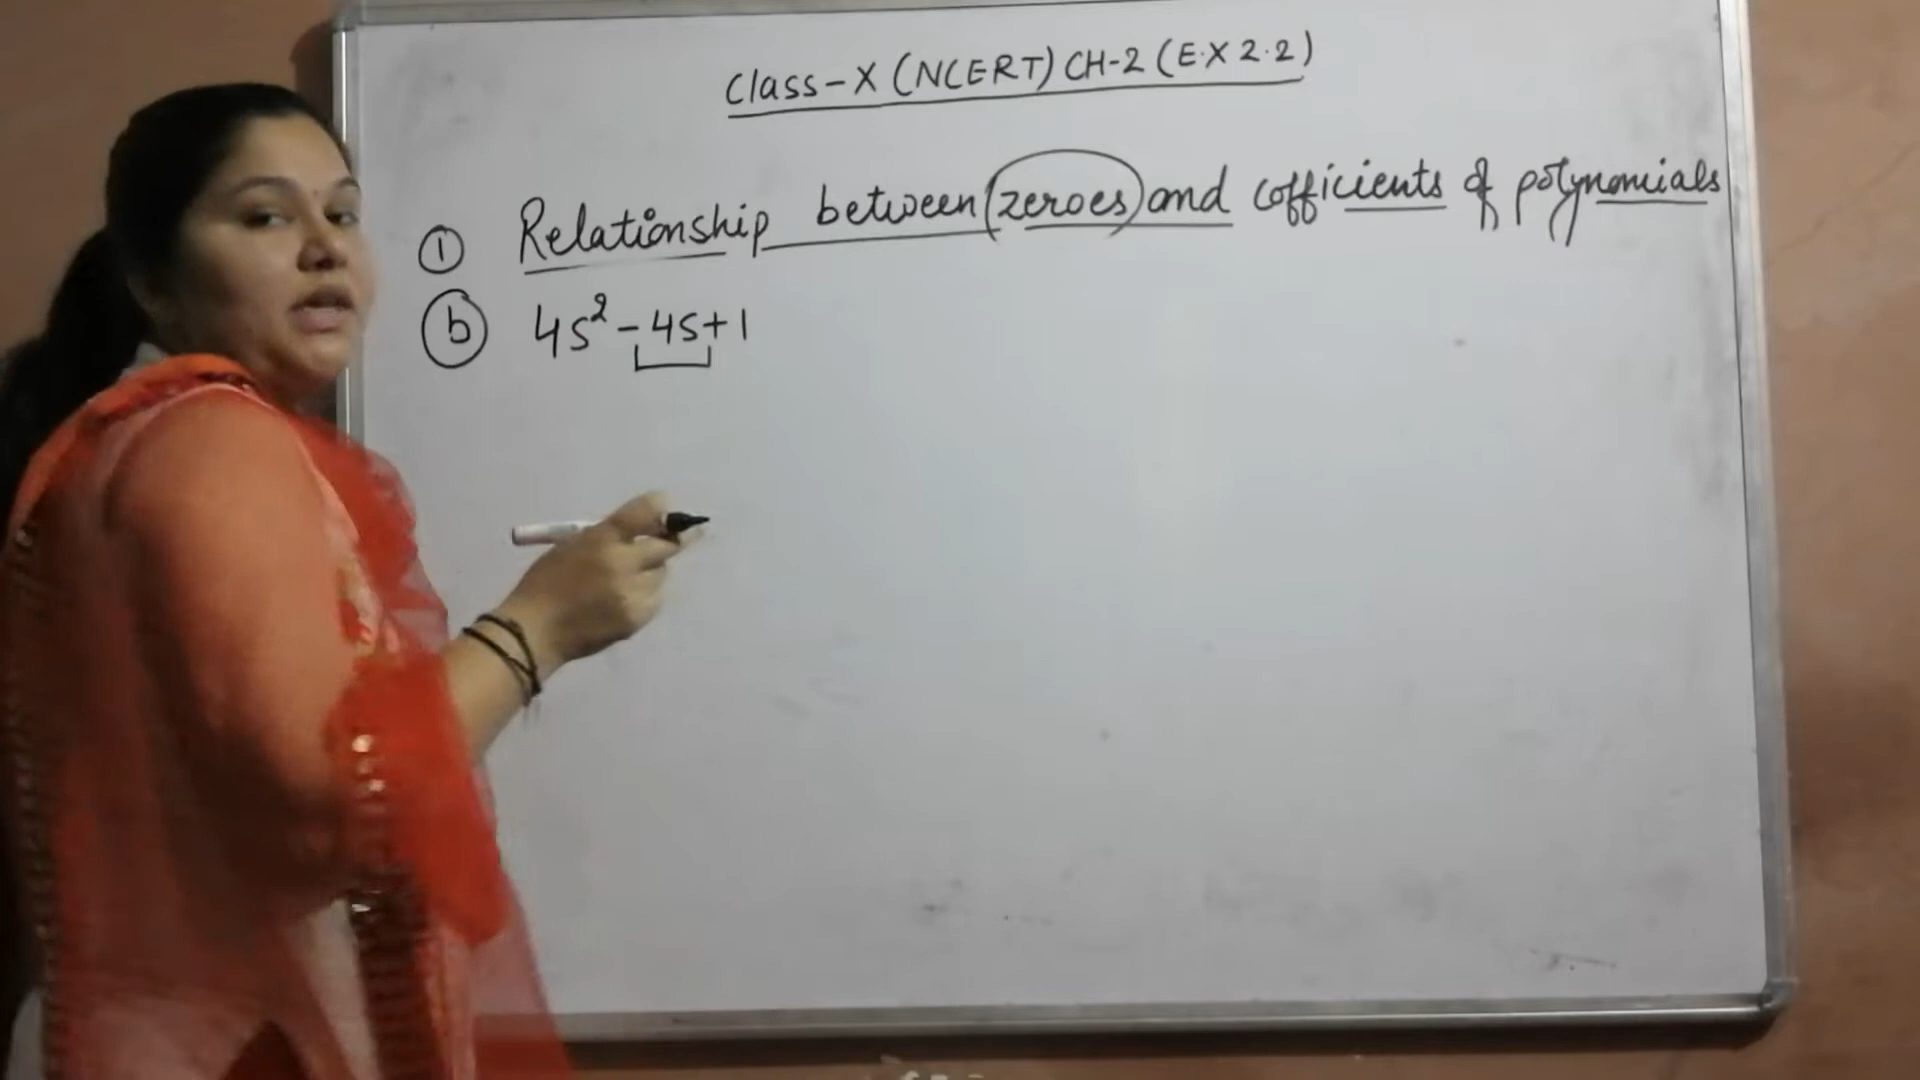 Class-X (NCERT) CH-2 (E.X 2.2)
① Relationship between (zeroes) and cofficients of polynomials
ⓑ 4s² - 4s + 1